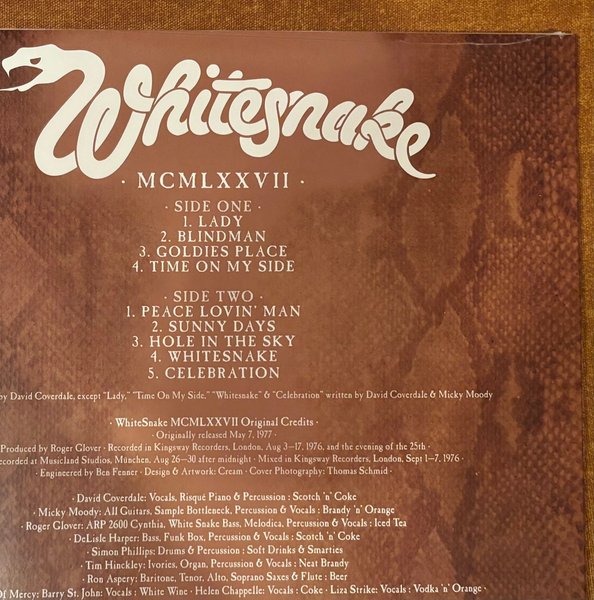 Whitesnake
· MCMLXXVII ·
· SIDE ONE ·
1. LADY
2. BLINDMAN
3. GOLDIES PLACE
4. TIME ON MY SIDE
· SIDE TWO ·
1. PEACE LOVIN' MAN
2. SUNNY DAYS
3. HOLE IN THE SKY
4. WHITESNAKE
5. CELEBRATION
by David Coverdale, except "Lady," "Time On My Side," "Whitesnake" & "Celebration" written by David Coverdale & Micky Moody
· WhiteSnake MCMLXXVII Original Credits ·
· Originally released May 7, 1977 ·
Produced by Roger Glover · Recorded in Kingsway Recorders, London, Aug 3–17, 1976, and the evening of the 25th ·
ecorded at Musicland Studios, München, Aug 26–30 after midnight · Mixed in Kingsway Recorders, London, Sept 1–7, 1976 ·
· Engineered by Ben Fenner · Design & Artwork: Cream · Cover Photography: Thomas Schmid ·
· David Coverdale: Vocals, Risqué Piano & Percussion : Scotch 'n' Coke
· Micky Moody: All Guitars, Sample Bottleneck, Percussion & Vocals : Brandy 'n' Orange
· Roger Glover: ARP 2600 Cynthia, White Snake Bass, Melodica, Percussion & Vocals : Iced Tea
· DeLisle Harper: Bass, Funk Box, Percussion & Vocals : Scotch 'n' Coke
· Simon Phillips: Drums & Percussion : Soft Drinks & Smarties
· Tim Hinckley: Ivories, Organ, Percussion & Vocals : Neat Brandy
· Ron Aspery: Baritone, Tenor, Alto, Soprano Saxes & Flute : Beer
Of Mercy: Barry St. John: Vocals : White Wine · Helen Chappelle: Vocals : Coke · Liza Strike: Vocals : Vodka 'n' Orange ·